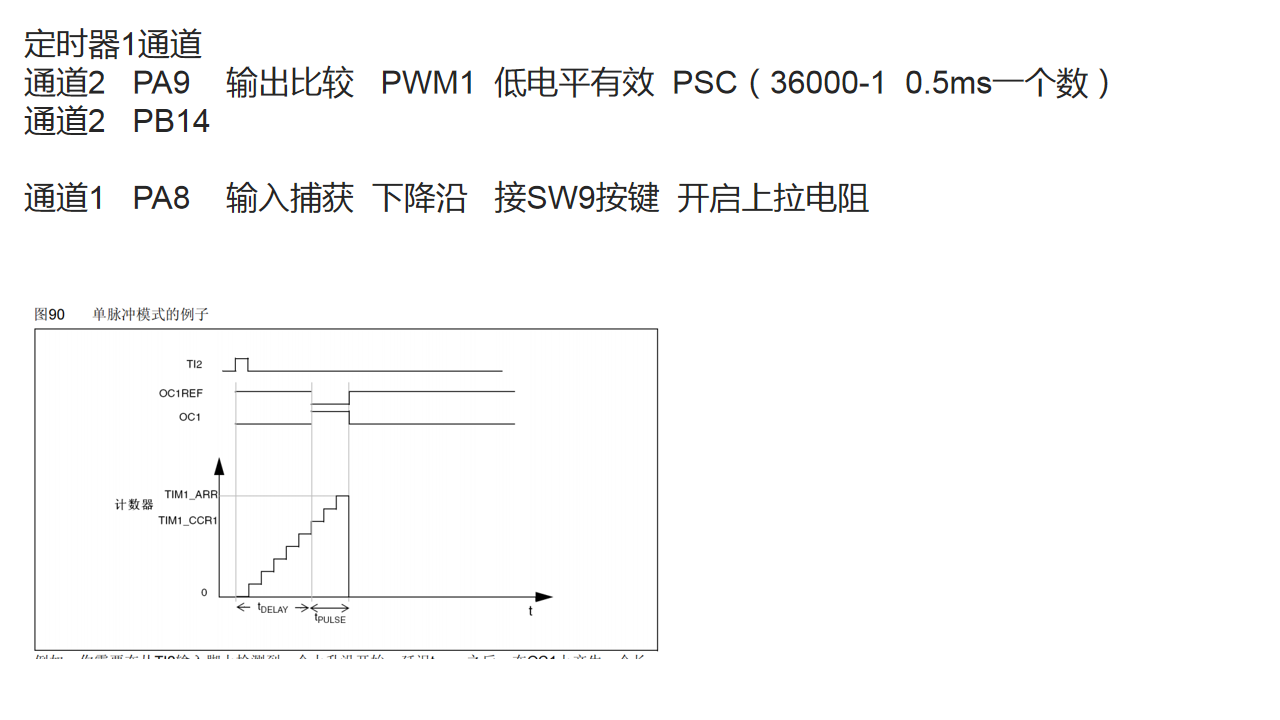 定时器1通道
通道2 PA9 输出比较 PWM1 低电平有效 PSC（36000-1 0.5ms一个数）
通道2 PB14
通道1 PA8 输入捕获 下降沿 接SW9按键 开启上拉电阻
图90 单脉冲模式的例子
TI2
OC1REF
OC1
计数器
TIM1_ARR
TIM1_CCR1
0
tDELAY
tPULSE
t